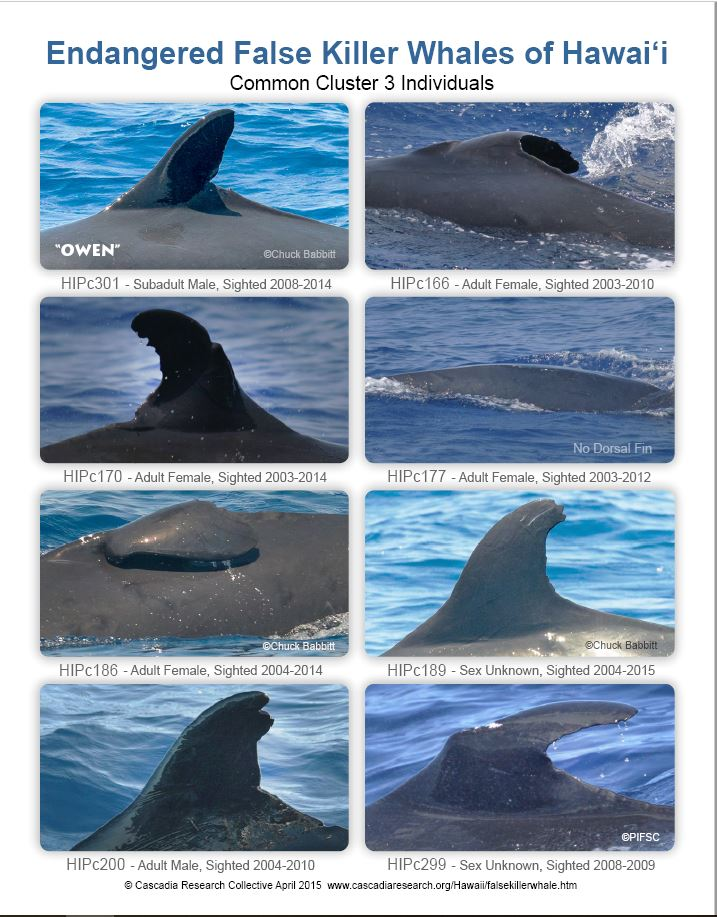 Endangered False Killer Whales of Hawai‘i
Common Cluster 3 Individuals
"OWEN"
©Chuck Babbitt
HIPc301 - Subadult Male, Sighted 2008-2014
HIPc166 - Adult Female, Sighted 2003-2010
HIPc170 - Adult Female, Sighted 2003-2014
No Dorsal Fin
HIPc177 - Adult Female, Sighted 2003-2012
©Chuck Babbitt
HIPc186 - Adult Female, Sighted 2004-2014
©Chuck Babbitt
HIPc189 - Sex Unknown, Sighted 2004-2015
HIPc200 - Adult Male, Sighted 2004-2010
©PIFSC
HIPc299 - Sex Unknown, Sighted 2008-2009
© Cascadia Research Collective April 2015 www.cascadiaresearch.org/Hawaii/falsekillerwhale.htm